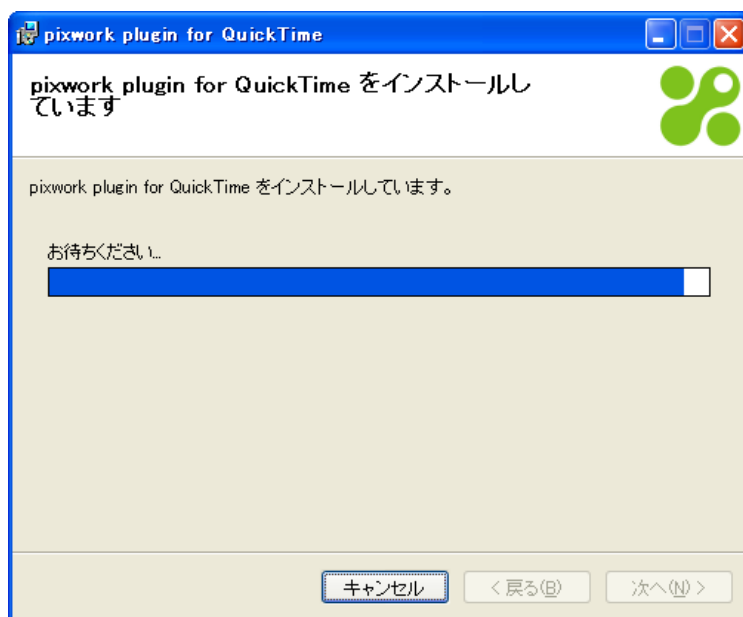 pixwork plugin for QuickTime
pixwork plugin for QuickTime をインストールし
ています
pixwork plugin for QuickTime をインストールしています。
お待ちください...
キャンセル
< 戻る(B)
次へ(N) >